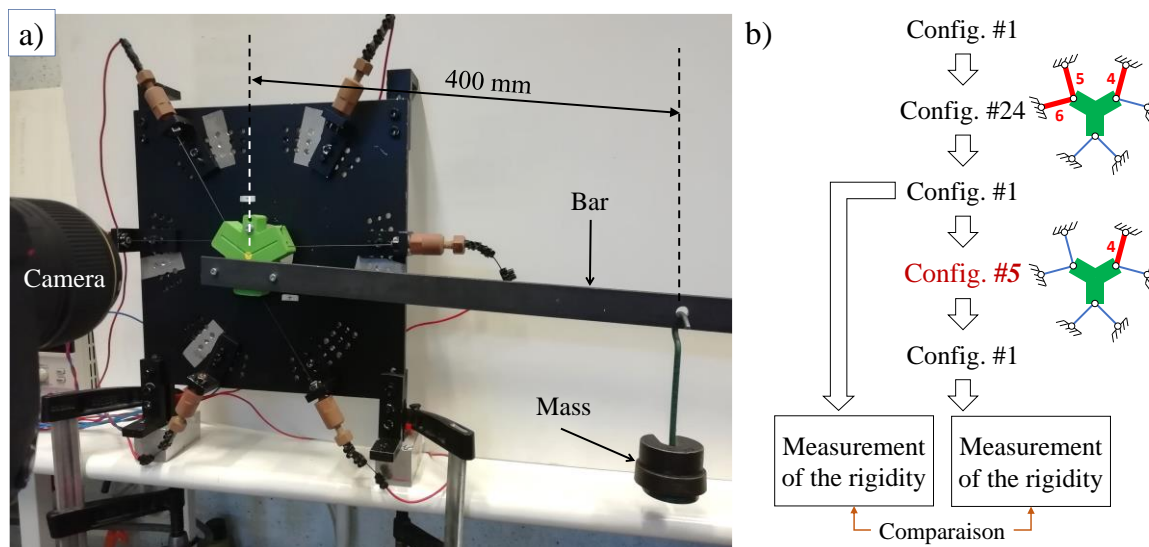 a)
400 mm
Bar
Camera
Mass
b)
Config. #1
Config. #24
5
4
6
Config. #1
Config. #5
4
Config. #1
Measurement
of the rigidity
Measurement
of the rigidity
Comparaison